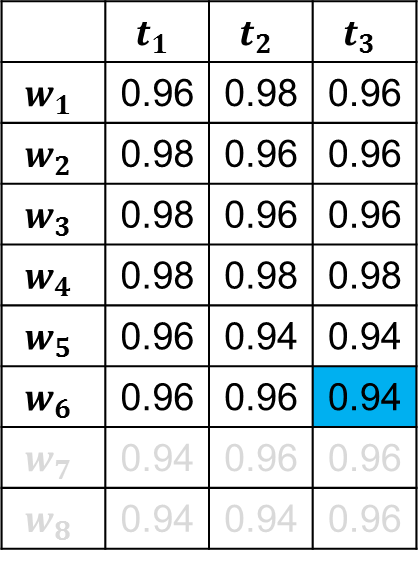 t₁ t₂ t₃
w₁ 0.96 0.98 0.96
w₂ 0.98 0.96 0.96
w₃ 0.98 0.96 0.96
w₄ 0.98 0.98 0.98
w₅ 0.96 0.94 0.94
w₆ 0.96 0.96 0.94
w₇ 0.94 0.96 0.96
w₈ 0.94 0.94 0.96